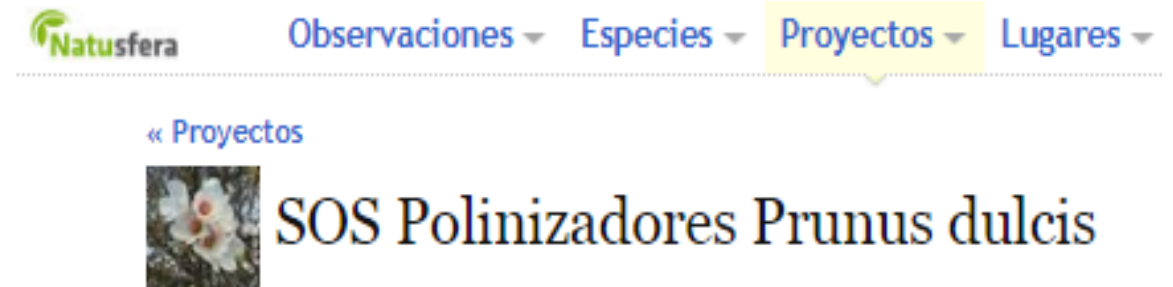 Natusfera Observaciones Especies Proyectos Lugares
« Proyectos
SOS Polinizadores Prunus dulcis